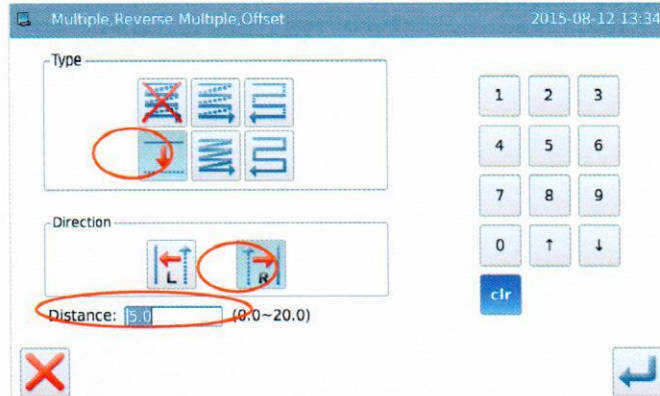 Multiple,Reverse Multiple,Offset 2015-08-12 13:34
Type
1 2 3
4 5 6
7 8 9
0 ↑ ↓
clr
Direction
L R
Distance: 5.0 (0.0~20.0)